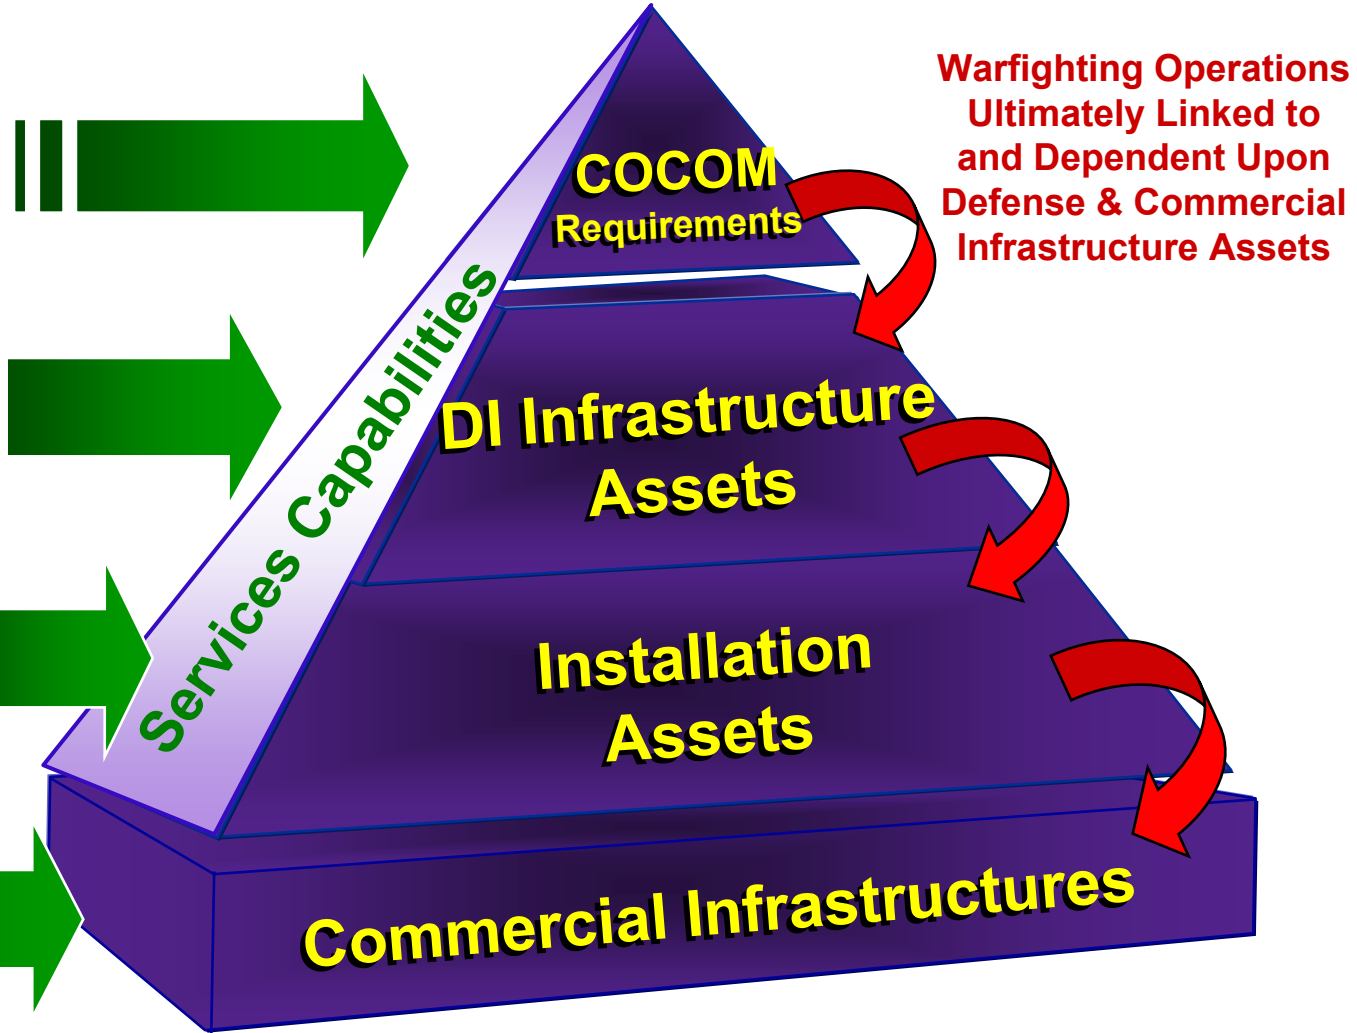 Warfighting Operations
Ultimately Linked to
and Dependent Upon
Defense & Commercial
Infrastructure Assets
COCOM
Requirements
Services Capabilities
DI Infrastructure
Assets
Installation
Assets
Commercial Infrastructures